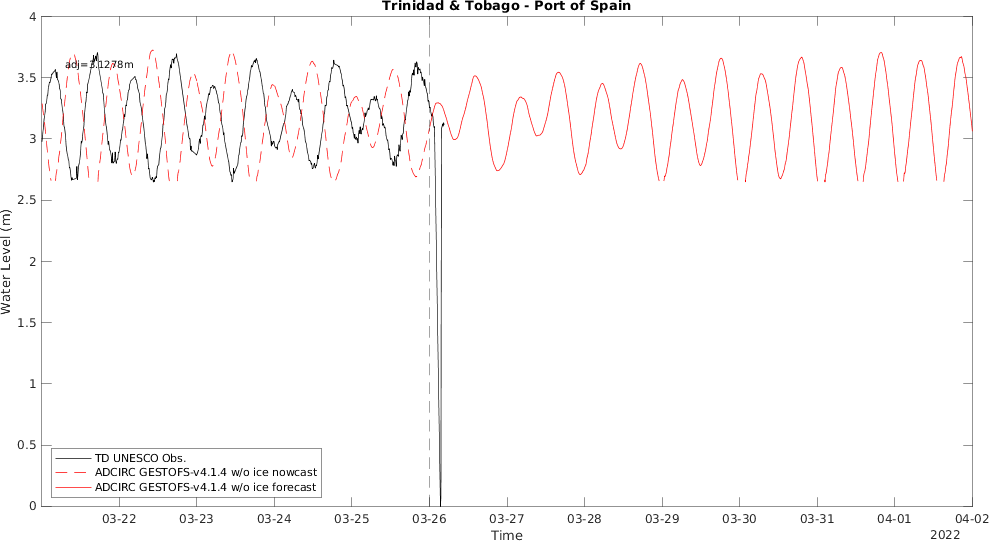 Trinidad & Tobago - Port of Spain
adj=3.1278m
4
3.5
3
2.5
2
1.5
1
0.5
0
Water Level (m)
TD UNESCO Obs.
ADCIRC GESTOFS-v4.1.4 w/o ice nowcast
ADCIRC GESTOFS-v4.1.4 w/o ice forecast
03-22 03-23 03-24 03-25 03-26 03-27 03-28 03-29 03-30 03-31 04-01 04-02
Time
2022